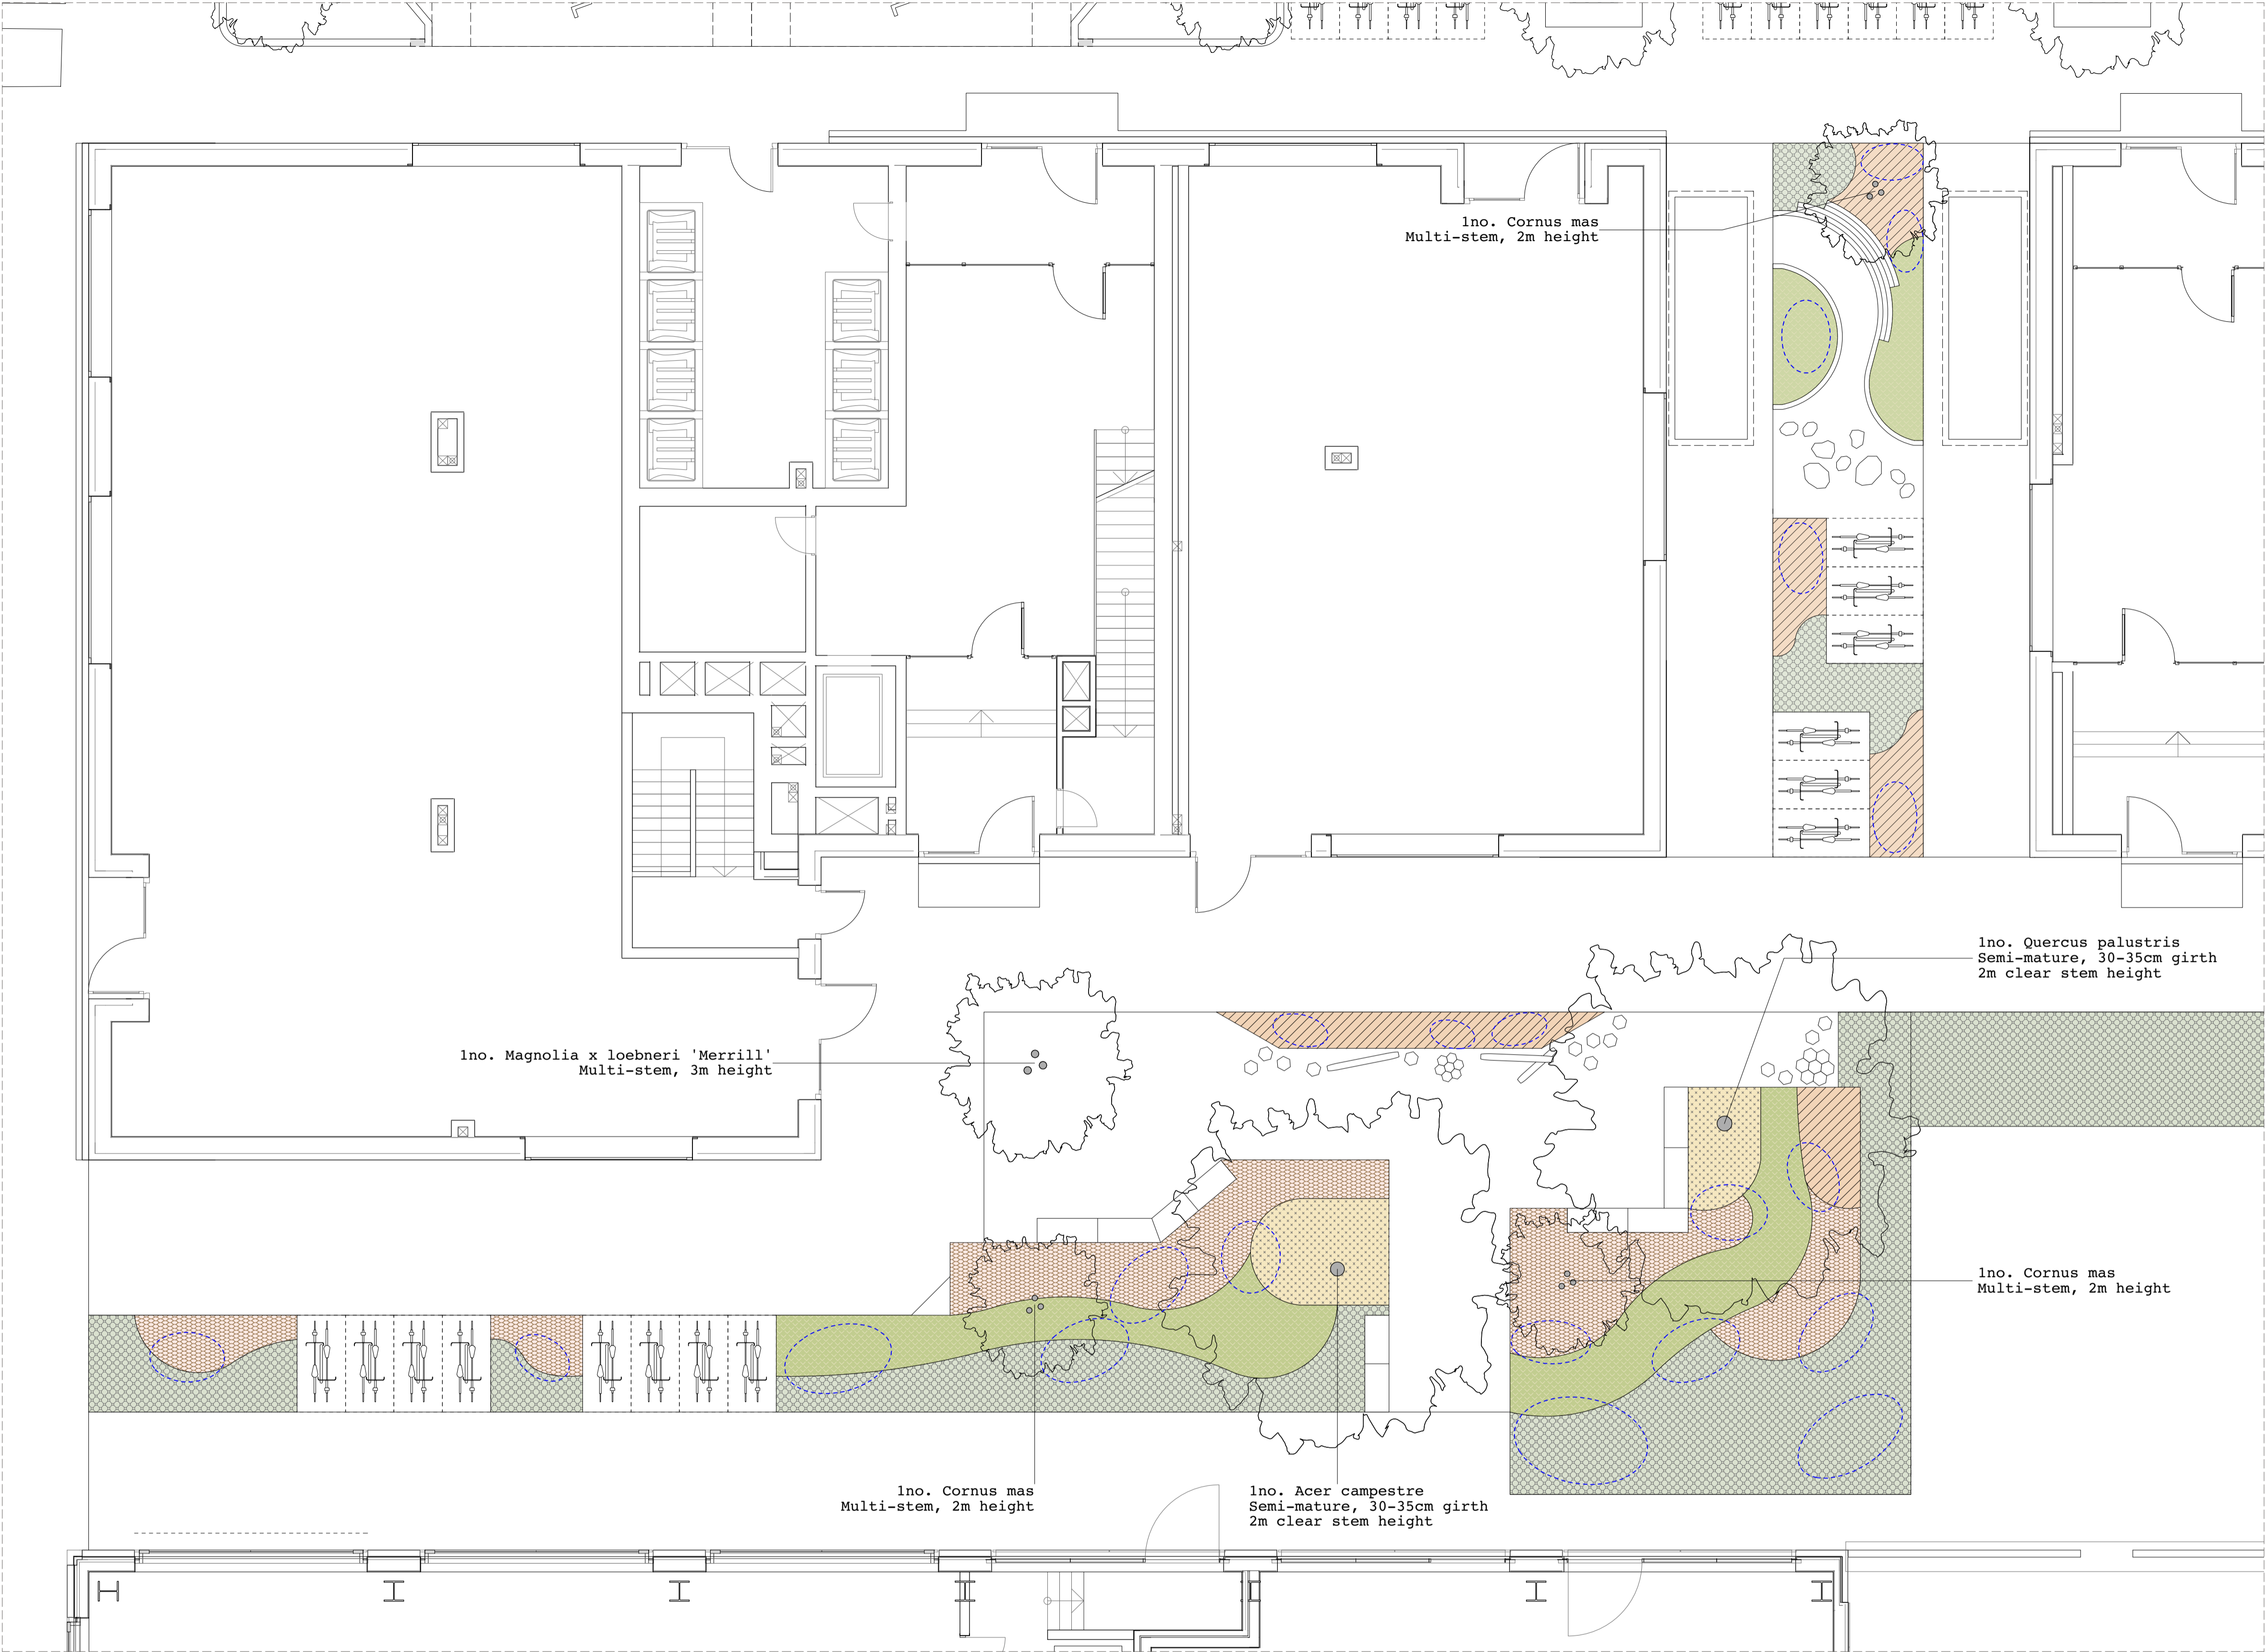 1no. Cornus mas
Multi-stem, 2m height
1no. Quercus palustris
Semi-mature, 30-35cm girth
2m clear stem height
1no. Magnolia x loebneri 'Merrill'
Multi-stem, 3m height
1no. Cornus mas
Multi-stem, 2m height
1no. Cornus mas
Multi-stem, 2m height
1no. Acer campestre
Semi-mature, 30-35cm girth
2m clear stem height